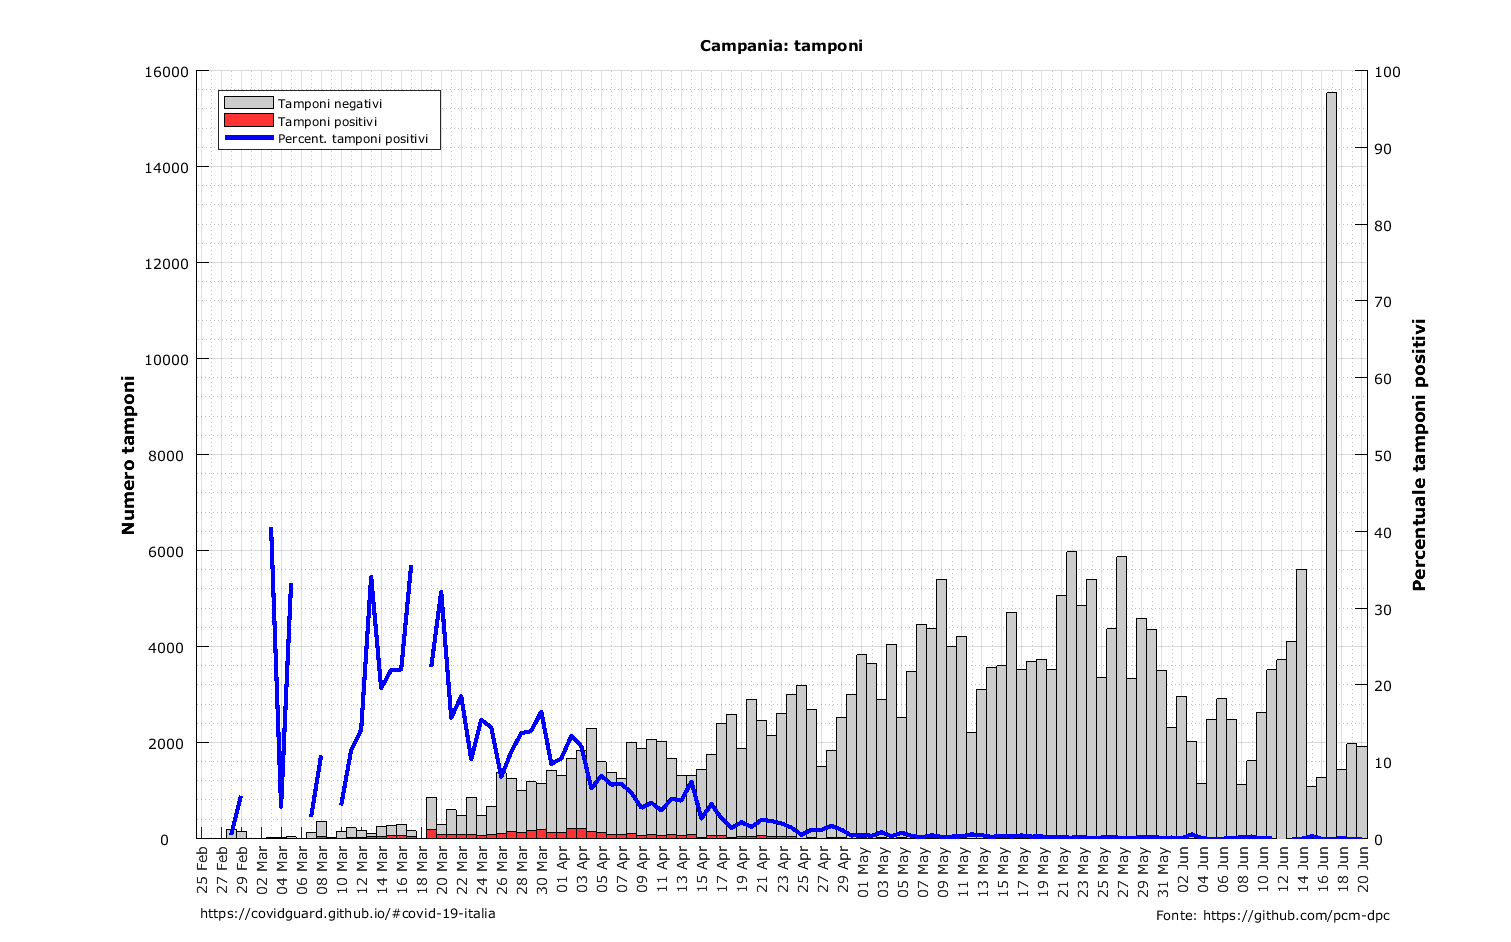 Campania: tamponi
Tamponi negativi
Tamponi positivi
Percent. tamponi positivi
Numero tamponi
16000
14000
12000
10000
8000
6000
4000
2000
0
Percentuale tamponi positivi
100
90
80
70
60
50
40
30
20
10
0
25 Feb
27 Feb
29 Feb
02 Mar
04 Mar
06 Mar
08 Mar
10 Mar
12 Mar
14 Mar
16 Mar
18 Mar
20 Mar
22 Mar
24 Mar
26 Mar
28 Mar
30 Mar
01 Apr
03 Apr
05 Apr
07 Apr
09 Apr
11 Apr
13 Apr
15 Apr
17 Apr
19 Apr
21 Apr
23 Apr
25 Apr
27 Apr
29 Apr
01 May
03 May
05 May
07 May
09 May
11 May
13 May
15 May
17 May
19 May
21 May
23 May
25 May
27 May
29 May
31 May
02 Jun
04 Jun
06 Jun
08 Jun
10 Jun
12 Jun
14 Jun
16 Jun
18 Jun
20 Jun
https://covidguard.github.io/#covid-19-italia
Fonte: https://github.com/pcm-dpc